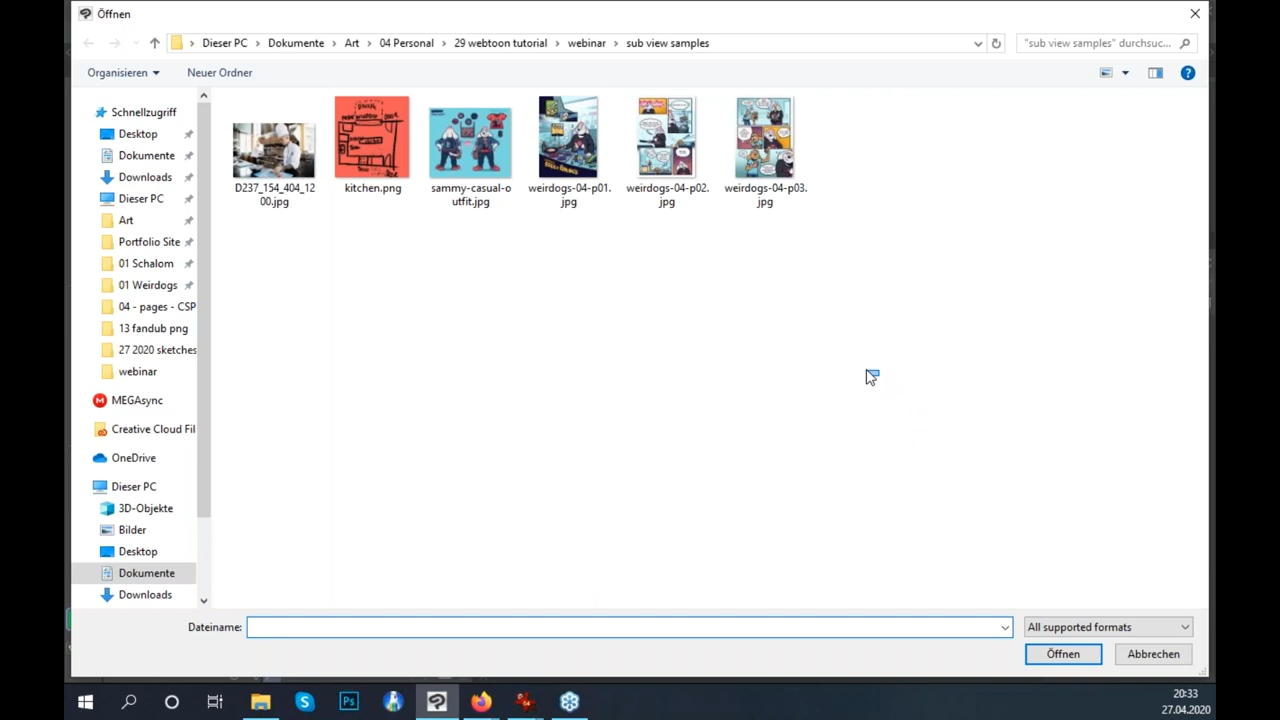 Öffnen
Dieser PC
Dokumente
Art
04 Personal
29 webtoon tutorial
webinar
sub view samples
"sub view samples" durchsuc...
Organisieren
Neuer Ordner
Schnellzugriff
Desktop
Dokumente
Downloads
Dieser PC
Art
Portfolio Site
01 Schalom
01 Weirdogs
04 - pages - CSP
13 fandub png
27 2020 sketches
webinar
MEGAsync
Creative Cloud Fil
OneDrive
Dieser PC
3D-Objekte
Bilder
Desktop
Dokumente
Downloads
D237_154_404_12
00.jpg
kitchen.png
sammy-casual-o
utfit.jpg
weirdogs-04-p01.
jpg
weirdogs-04-p02.
jpg
weirdogs-04-p03.
jpg
Dateiname:
All supported formats
Öffnen
Abbrechen
Ps
20:33
27.04.2020